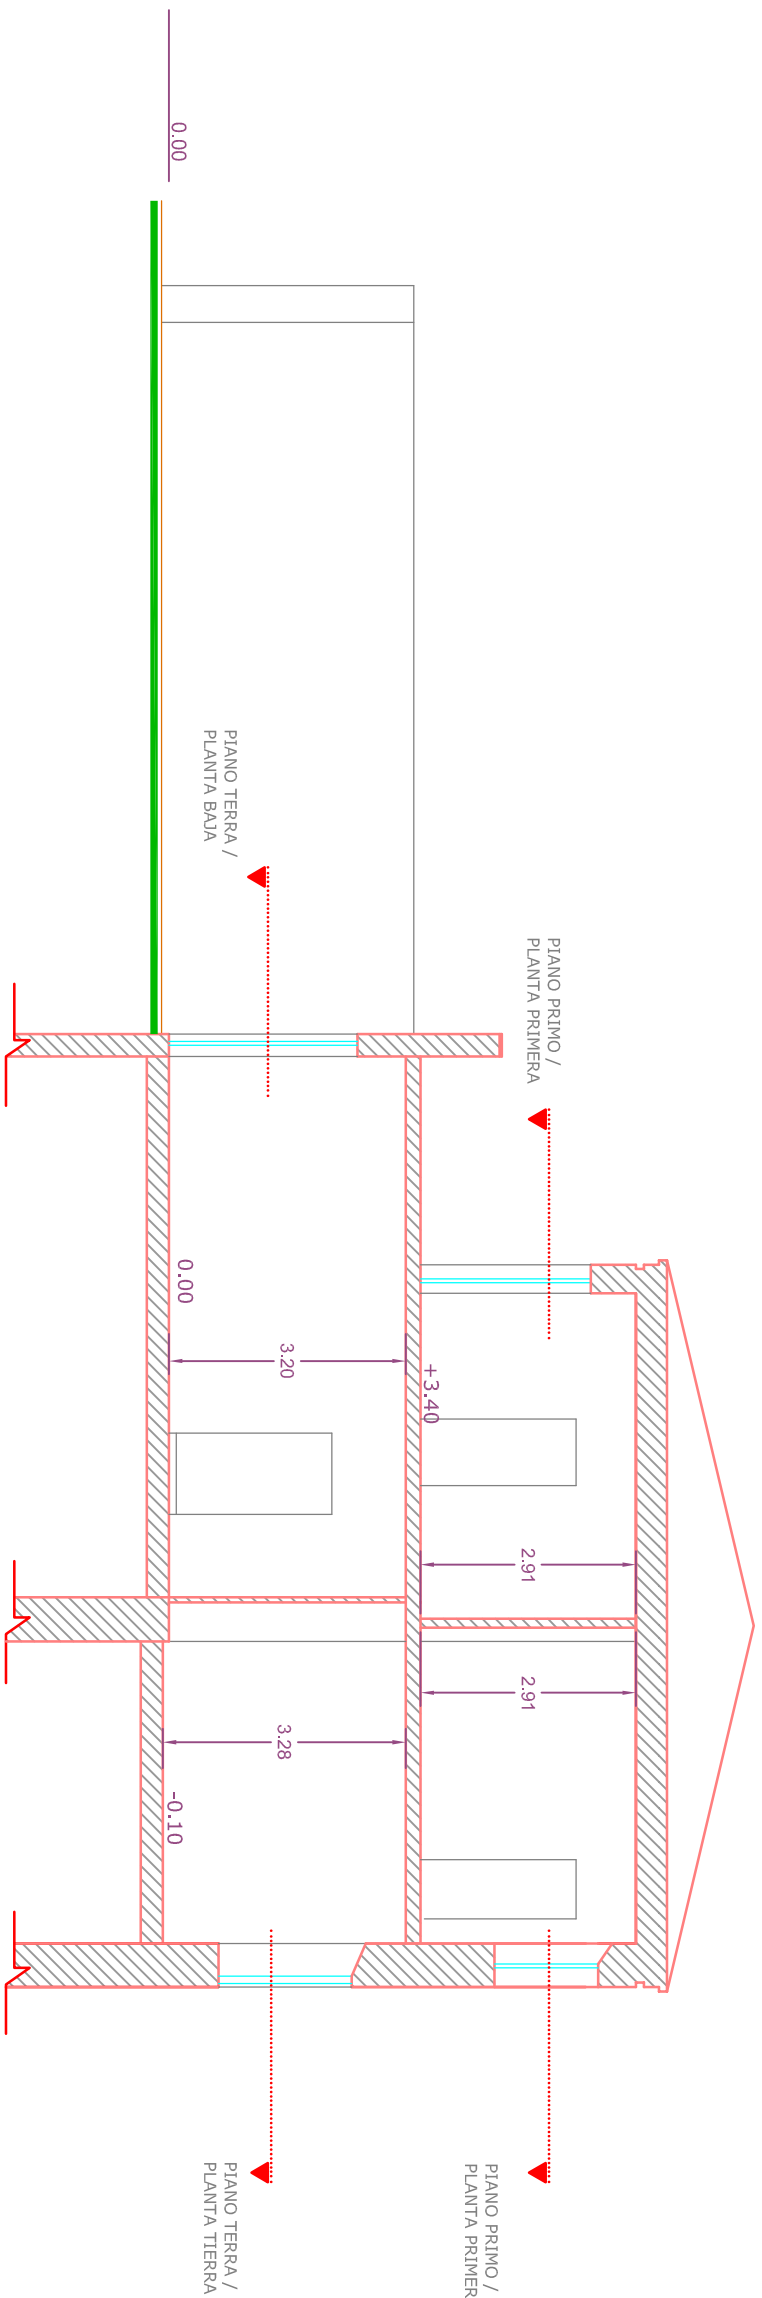 0.00
PIANO TERRA /
PLANTA BAJA
PIANO PRIMO /
PLANTA PRIMERA
0.00
3.20
+3.40
2.91
2.91
3.28
-0.10
PIANO TERRA /
PLANTA TIERRA
PIANO PRIMO /
PLANTA PRIMER